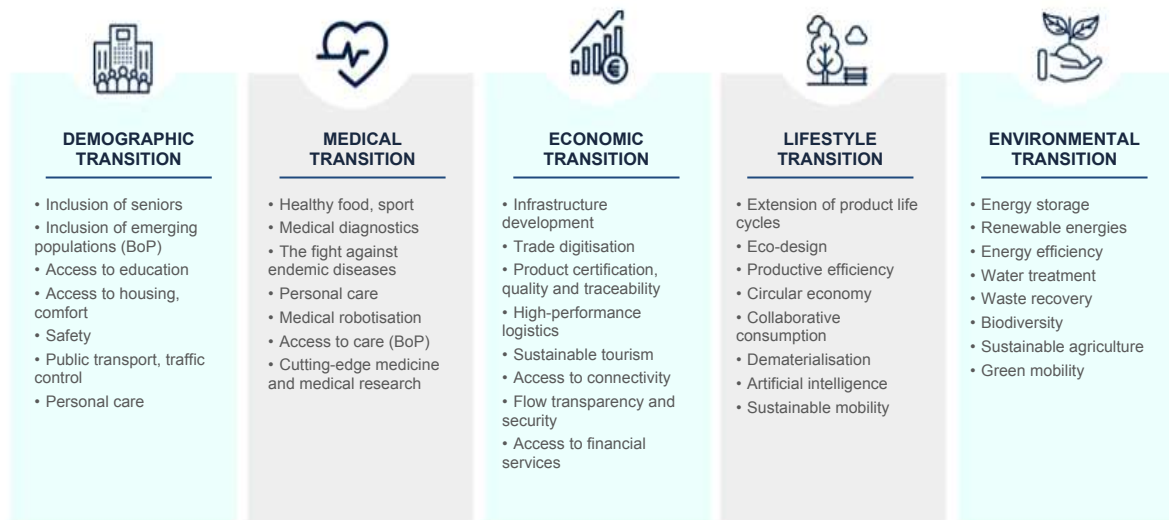 DEMOGRAPHIC
TRANSITION
• Inclusion of seniors
• Inclusion of emerging
populations (BoP)
• Access to education
• Access to housing,
comfort
• Safety
• Public transport, traffic
control
• Personal care
MEDICAL
TRANSITION
• Healthy food, sport
• Medical diagnostics
• The fight against
endemic diseases
• Personal care
• Medical robotisation
• Access to care (BoP)
• Cutting-edge medicine
and medical research
ECONOMIC
TRANSITION
• Infrastructure
development
• Trade digitisation
• Product certification,
quality and traceability
• High-performance
logistics
• Sustainable tourism
• Access to connectivity
• Flow transparency and
security
• Access to financial
services
LIFESTYLE
TRANSITION
• Extension of product life
cycles
• Eco-design
• Productive efficiency
• Circular economy
• Collaborative
consumption
• Dematerialisation
• Artificial intelligence
• Sustainable mobility
ENVIRONMENTAL
TRANSITION
• Energy storage
• Renewable energies
• Energy efficiency
• Water treatment
• Waste recovery
• Biodiversity
• Sustainable agriculture
• Green mobility